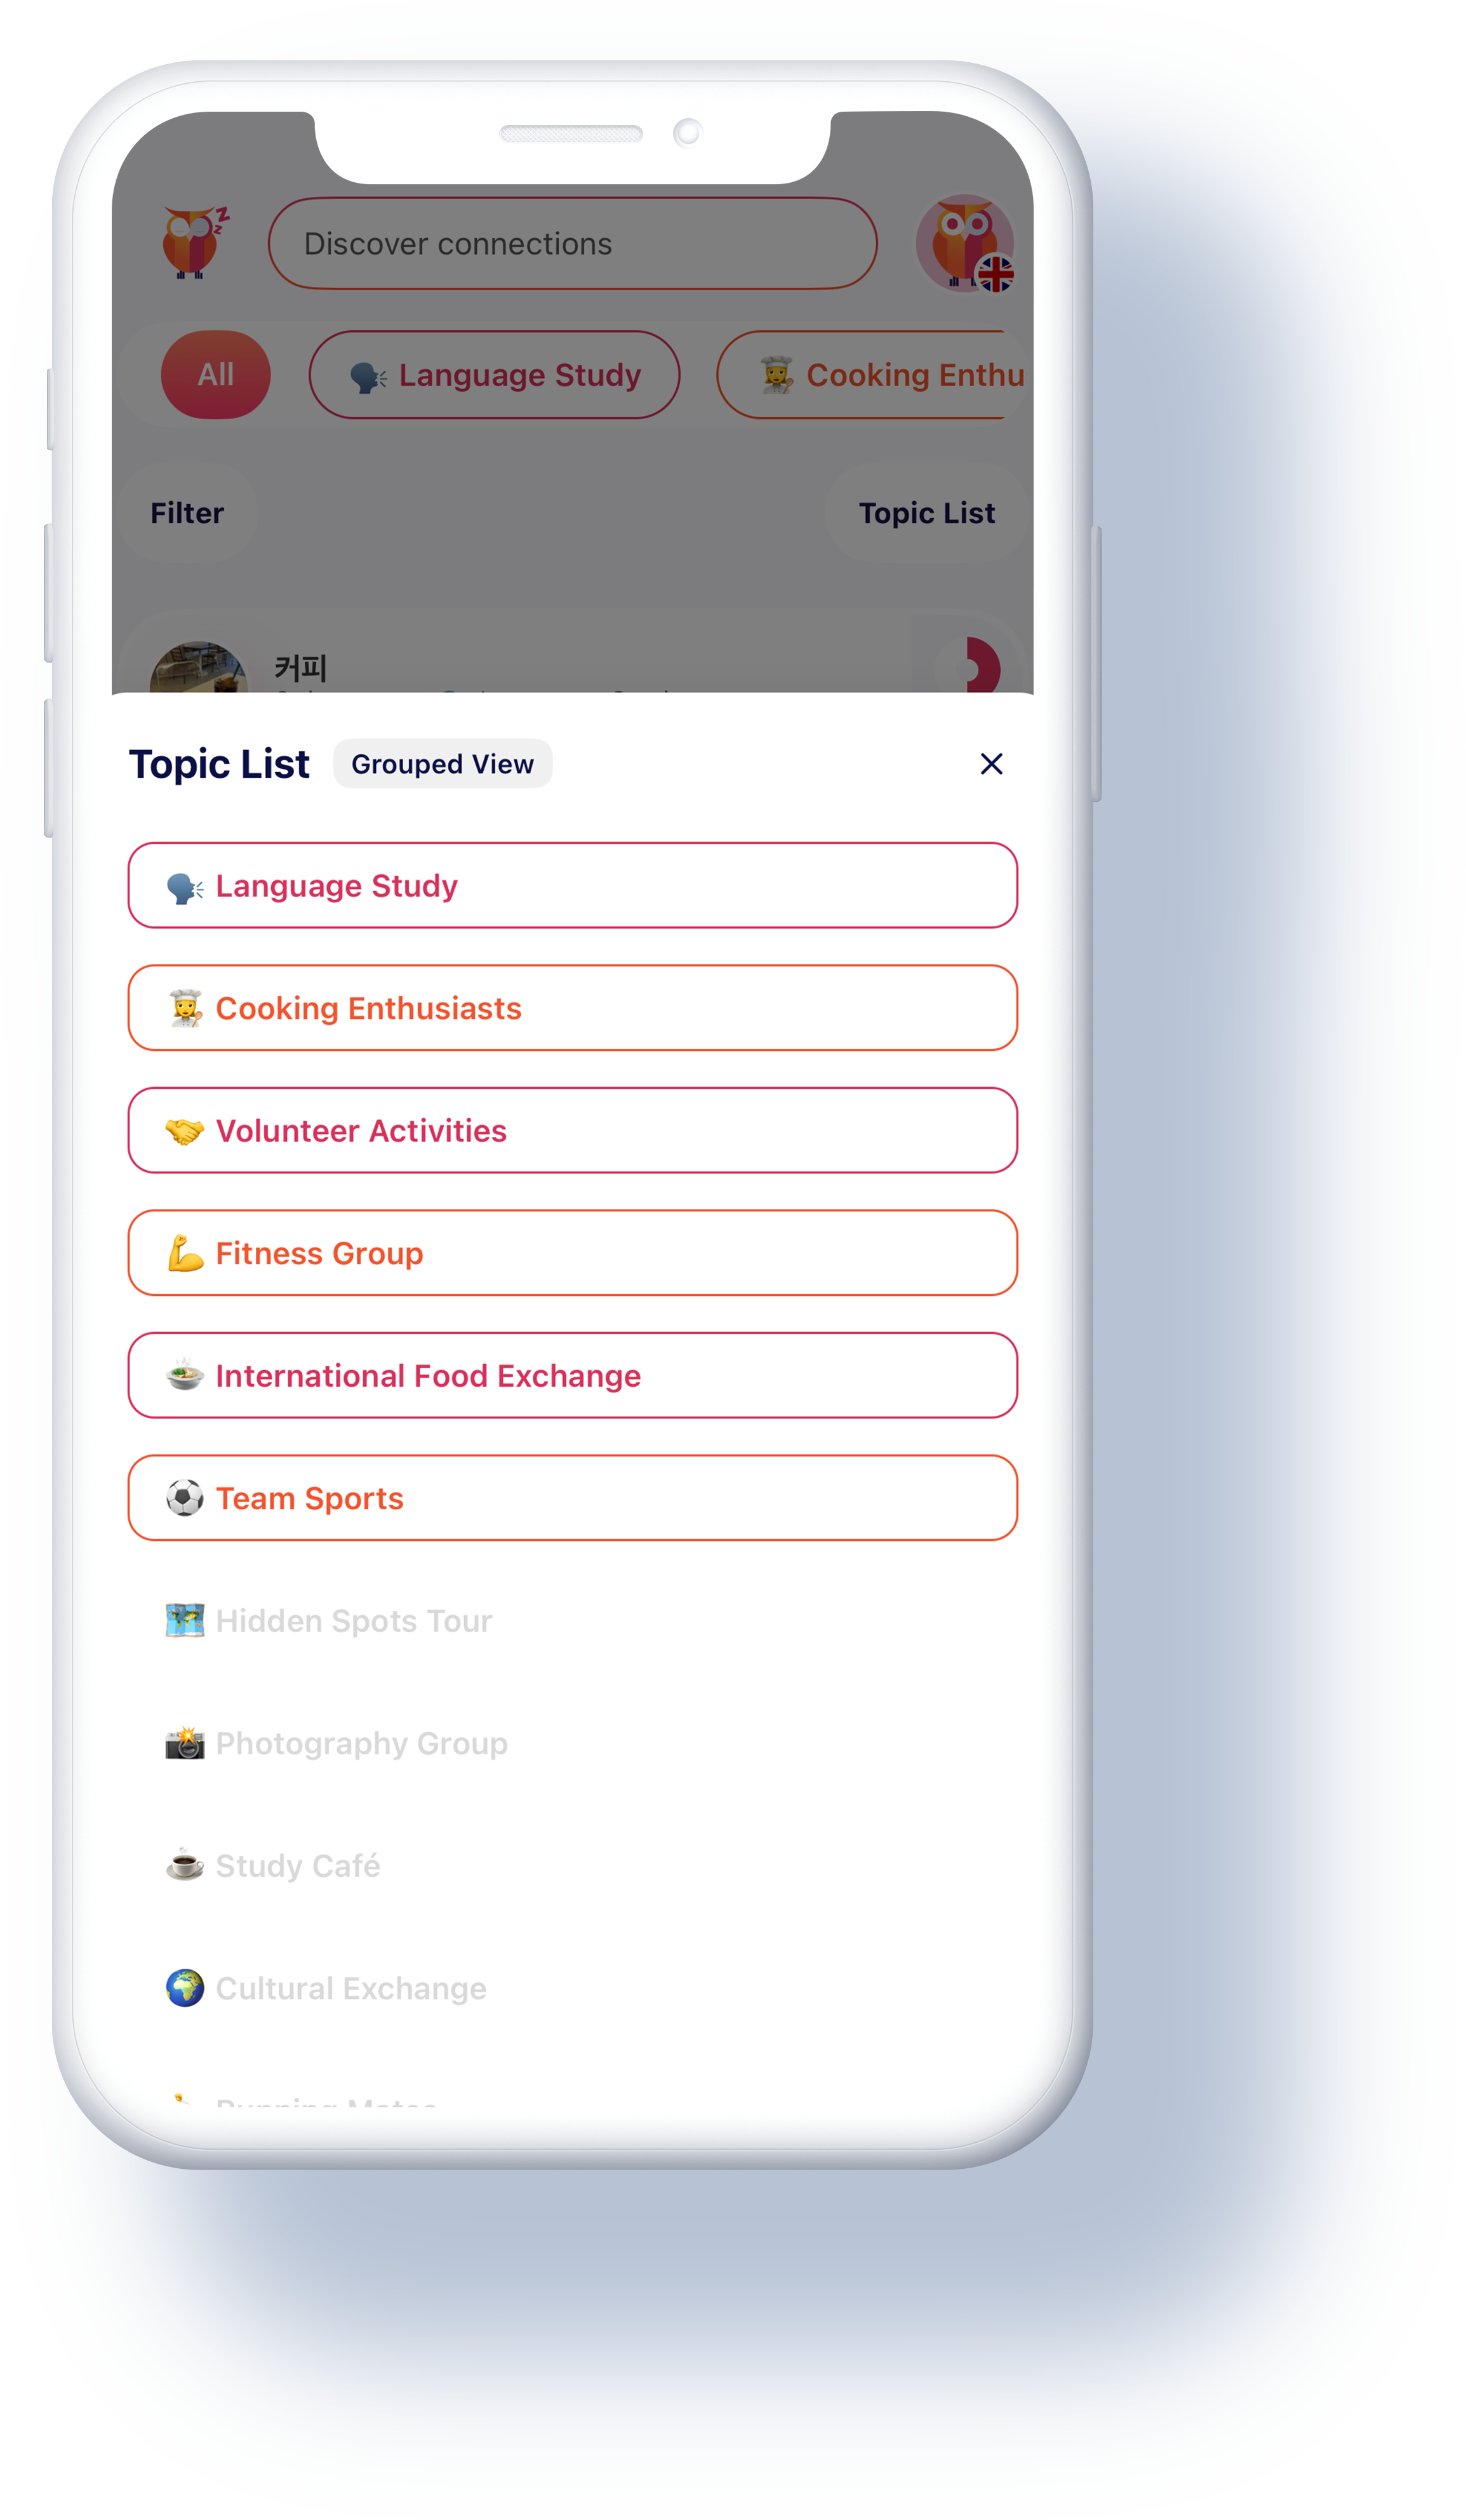 Discover connections
All
🗣️ Language Study
👩‍🍳 Cooking Enthu
Filter
Topic List
커피
Topic List
Grouped View
🗣️ Language Study
👩‍🍳 Cooking Enthusiasts
🤝 Volunteer Activities
💪 Fitness Group
🍲 International Food Exchange
⚽ Team Sports
🗺️ Hidden Spots Tour
📸 Photography Group
☕ Study Café
🌍 Cultural Exchange
Running Mates